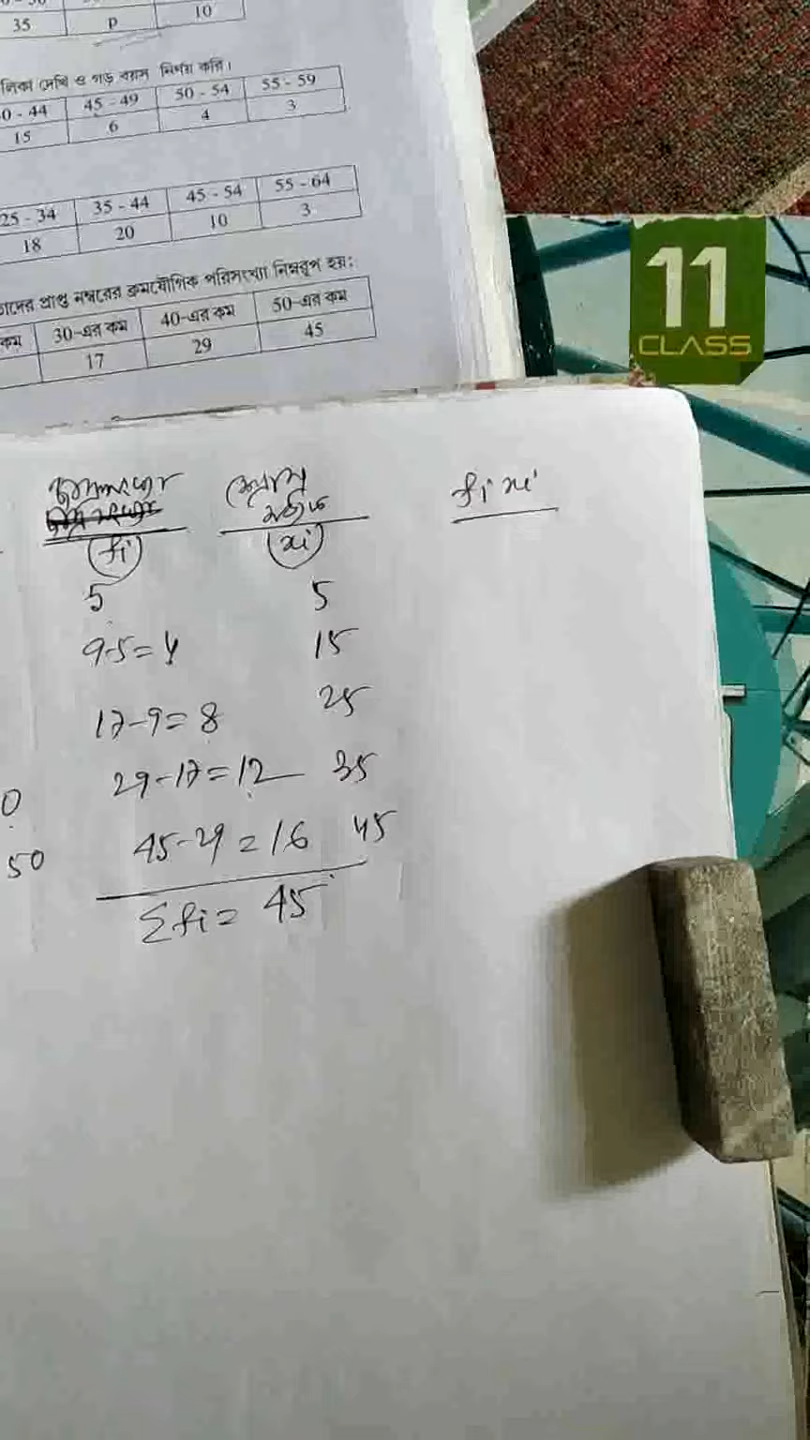 35 P 10
দেখি ও গড় বয়স নির্ণয় করি।
0 - 44 45 - 49 50 - 54 55 - 59
15 6 4 3
25 - 34 35 - 44 45 - 54 55 - 64
18 20 10 3
প্রাপ্ত নম্বরের ক্রমযৌগিক পরিসংখ্যা নিম্নরূপ হয়:
কম 30-এর কম 40-এর কম 50-এর কম
17 29 45
11
CLASS
fi xi
(fi) (xi)
5 5
9-5=4 15
17-9=8 25
29-17=12 35
0
45-29=16 45
50
Σfi= 45